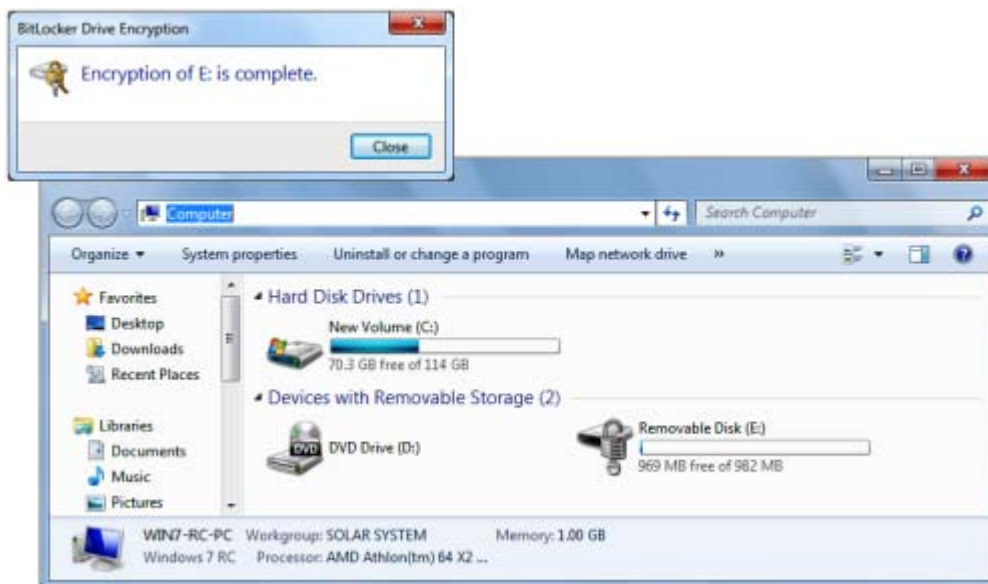 BitLocker Drive Encryption
Encryption of E: is complete.
Close
Computer
Search Computer
Organize
System properties
Uninstall or change a program
Map network drive
»
Favorites
Desktop
Downloads
Recent Places
Libraries
Documents
Music
Pictures
Hard Disk Drives (1)
New Volume (C:)
70.3 GB free of 114 GB
Devices with Removable Storage (2)
DVD
DVD Drive (D:)
Removable Disk (E:)
969 MB free of 982 MB
WIN7-RC-PC Workgroup: SOLAR SYSTEM Memory: 1.00 GB
Windows 7 RC Processor: AMD Athlon(tm) 64 X2 ...